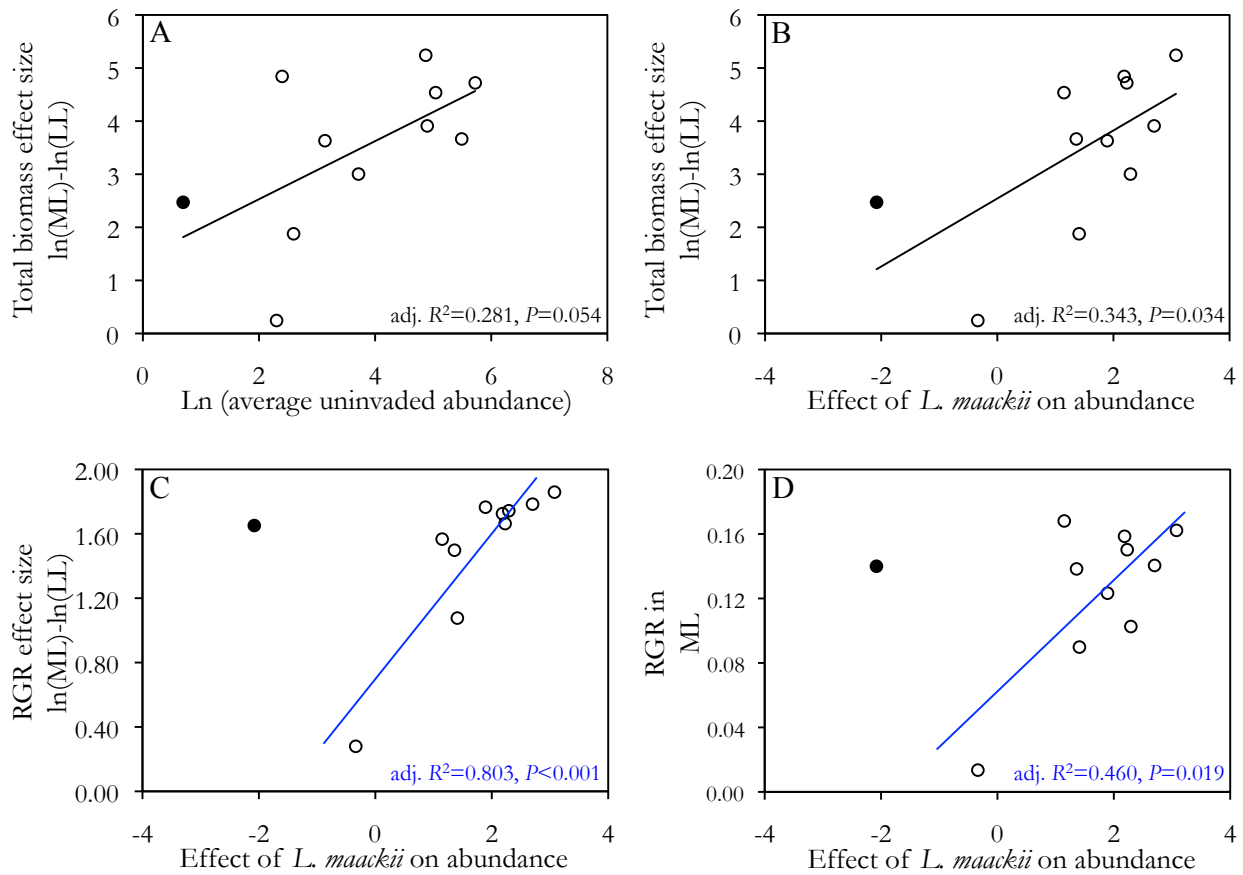 A
Total biomass effect size
ln(ML)-ln(LL)
6
5
4
3
2
1
0
adj. R²=0.281, P=0.054
0 2 4 6 8
Ln (average uninvaded abundance)
B
Total biomass effect size
ln(ML)-ln(LL)
6
5
4
3
2
1
0
adj. R²=0.343, P=0.034
-4 -2 0 2 4
Effect of L. maackii on abundance
C
RGR effect size
ln(ML)-ln(LL)
2.00
1.60
1.20
0.80
0.40
0.00
adj. R²=0.803, P<0.001
-4 -2 0 2 4
Effect of L. maackii on abundance
D
RGR in
ML
0.20
0.16
0.12
0.08
0.04
0.00
adj. R²=0.460, P=0.019
-4 -2 0 2 4
Effect of L. maackii on abundance